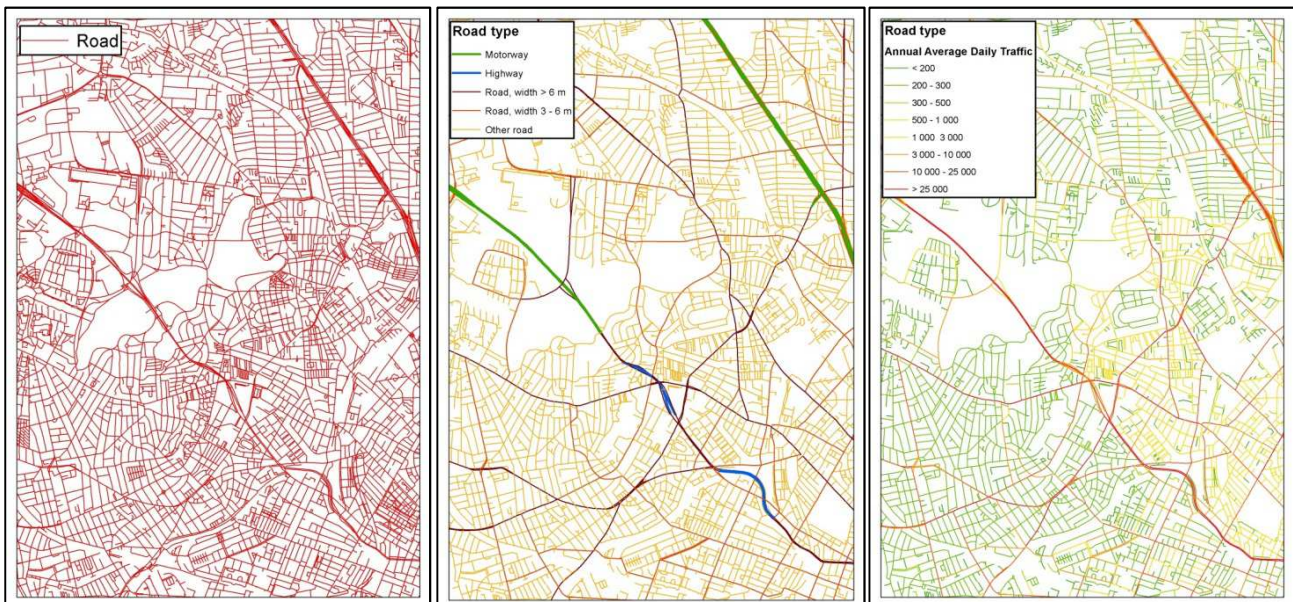 Road
Road type
Motorway
Highway
Road, width > 6 m
Road, width 3 - 6 m
Other road
Road type
Annual Average Daily Traffic
< 200
200 - 300
300 - 500
500 - 1 000
1 000 3 000
3 000 - 10 000
10 000 - 25 000
> 25 000